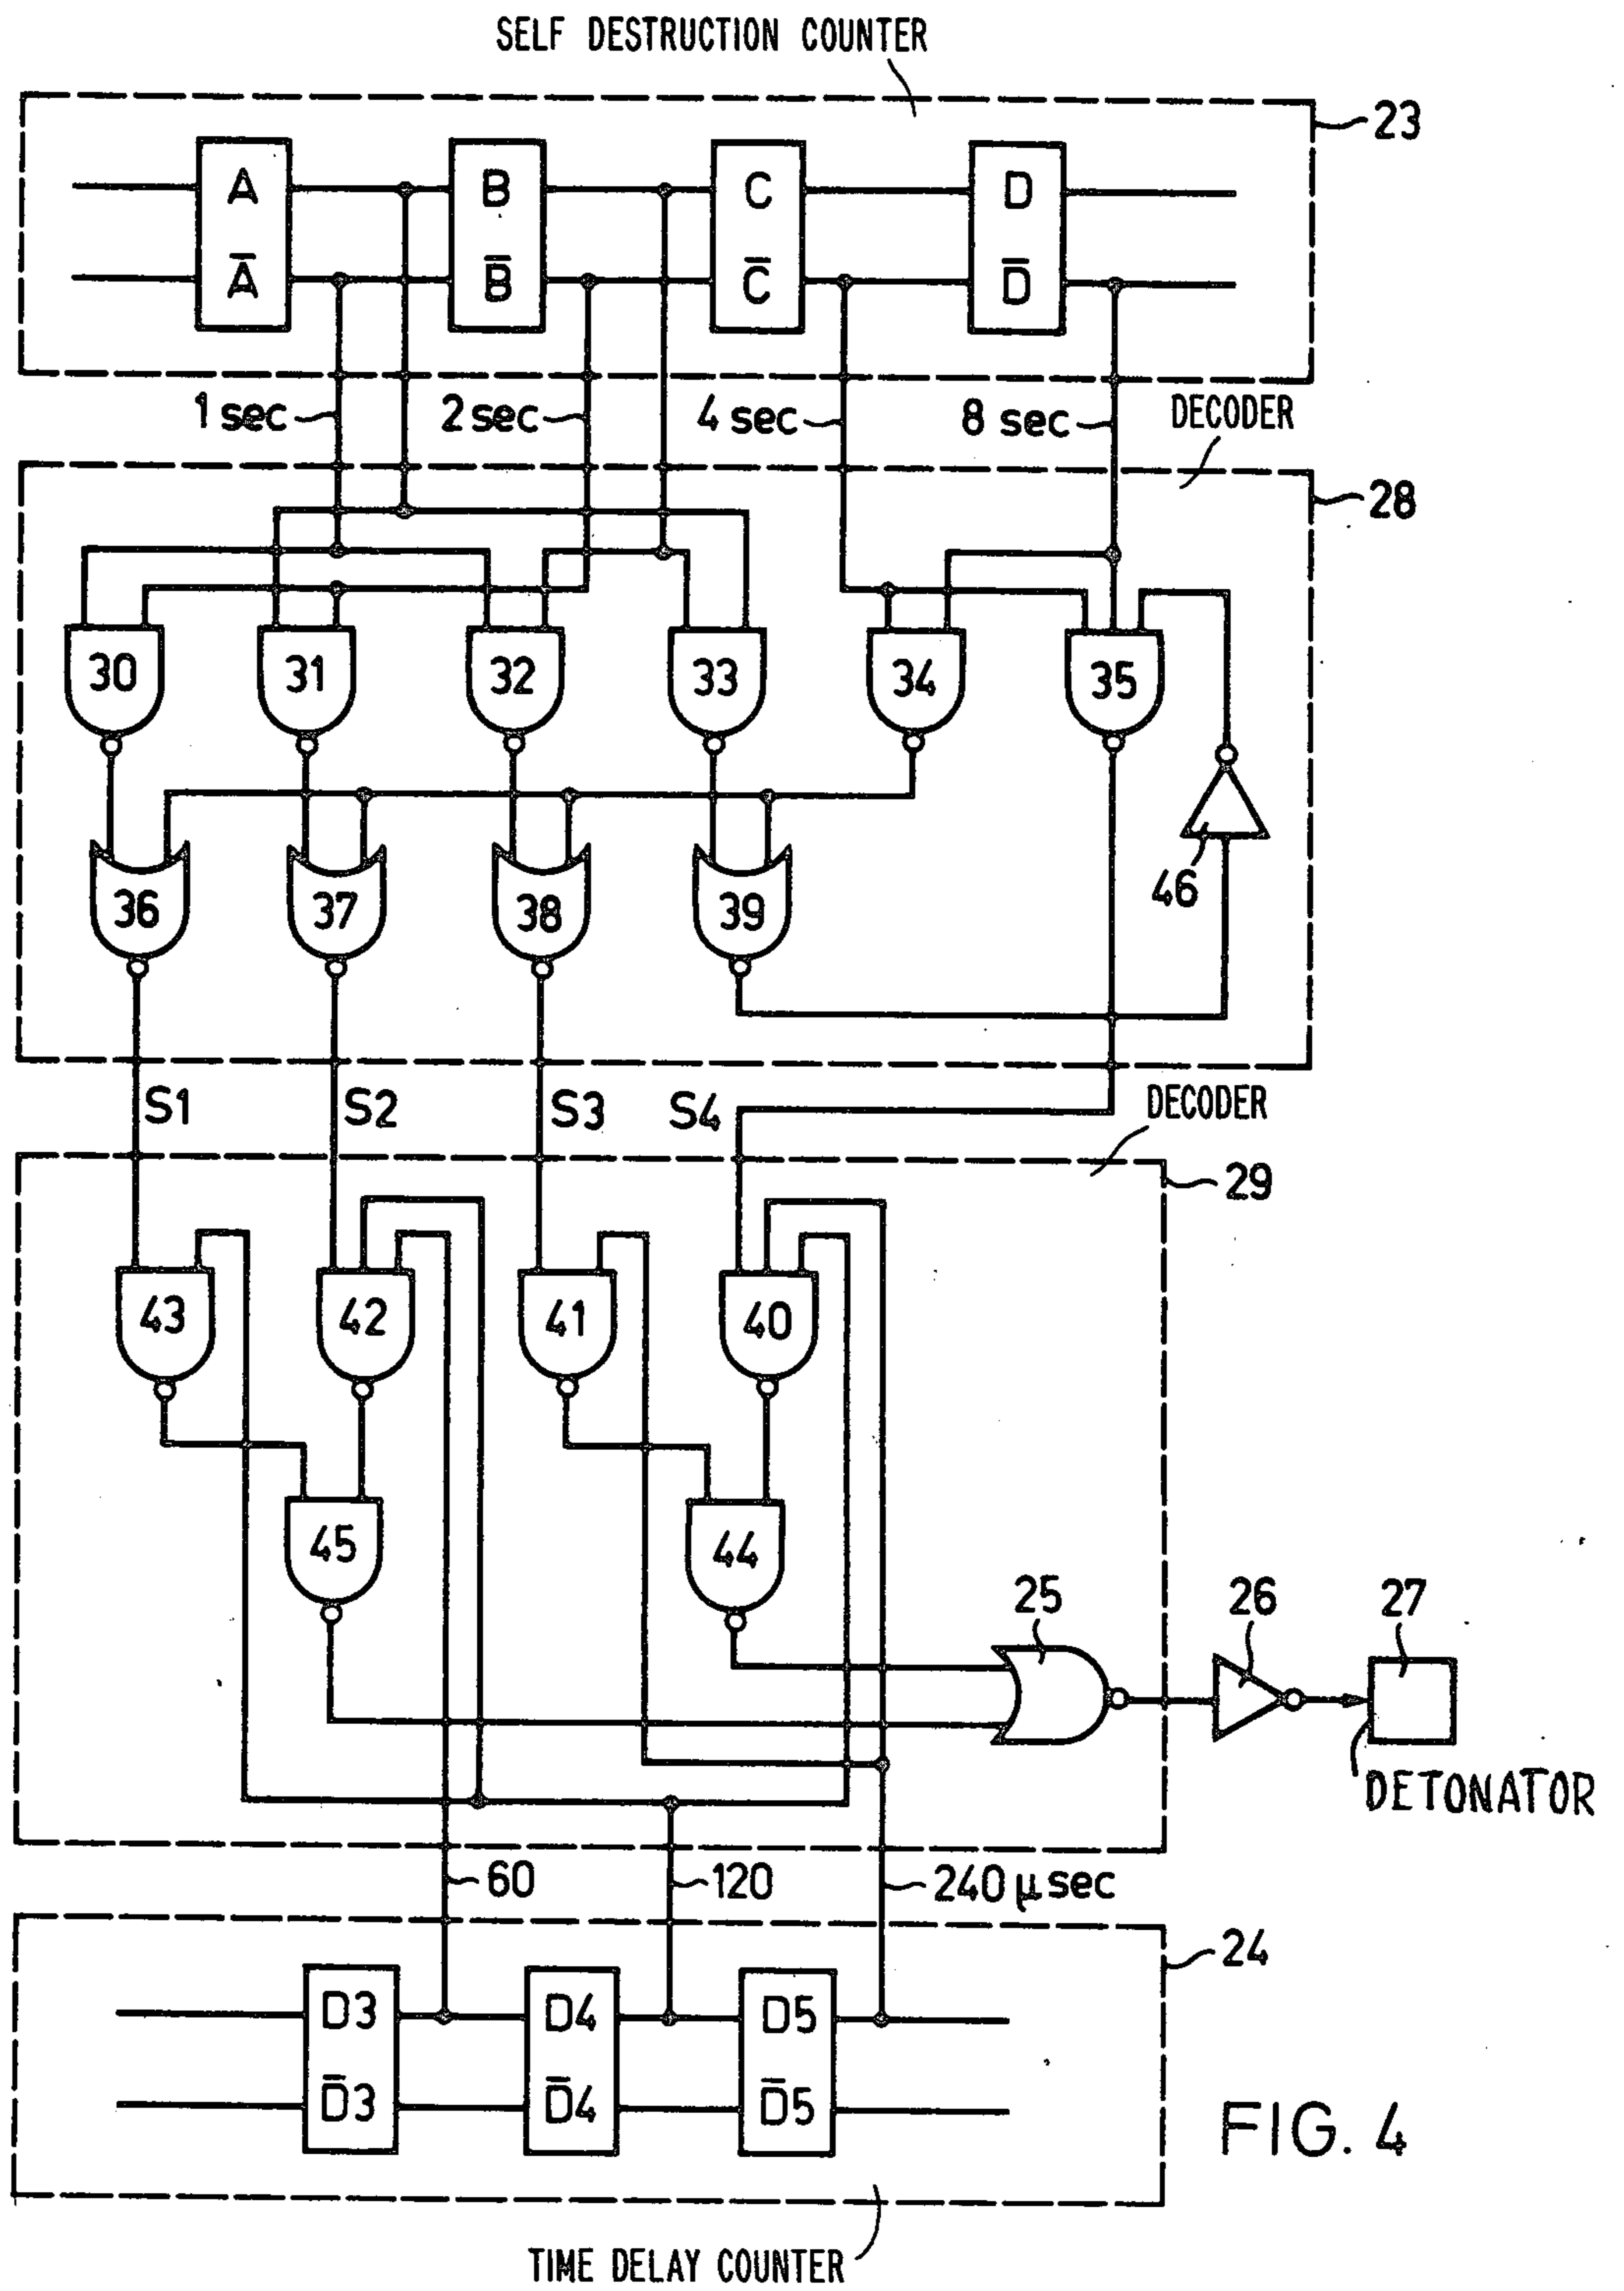 SELF DESTRUCTION COUNTER
23
A B C D
A̅ B̅ C̅ D̅
1 sec 2 sec 4 sec 8 sec
DECODER
28
30 31 32 33 34 35
36 37 38 39 46
S1 S2 S3 S4
DECODER
29
43 42 41 40
45 44
25 26 27
DETONATOR
60 120 240 μsec
24
D3 D4 D5
D̅3 D̅4 D̅5
FIG. 4
TIME DELAY COUNTER